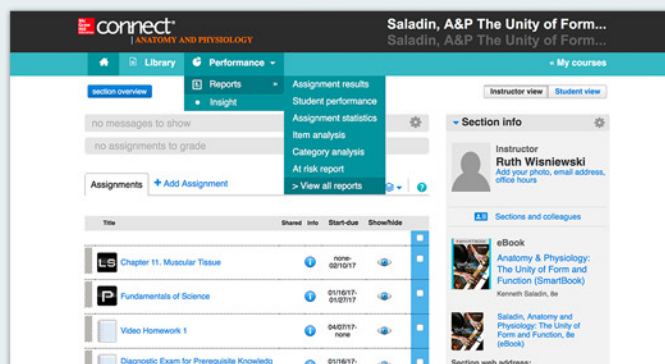 Mc Graw Hill Education
connect®
| ANATOMY AND PHYSIOLOGY
Saladin, A&P The Unity of Form...
Saladin, A&P The Unity of Form...
Library
Performance
« My courses
section overview
Reports »
Insight
Assignment results
Student performance
Assignment statistics
Item analysis
Category analysis
At risk report
> View all reports
Instructor view
Student view
no messages to show
no assignments to grade
Section info
Instructor
Ruth Wisniewski
Add your photo, email address,
office hours
Sections and colleagues
Assignments
+ Add Assignment
?
Title Shared Info Start-due Show/hide
LS Chapter 11. Muscular Tissue none-
02/10/17
P Fundamentals of Science 01/16/17-
01/27/17
Video Homework 1 04/07/17-
none
Diagnostic Exam for Prerequisite Knowledg 01/16/17-
eBook
Anatomy & Physiology:
The Unity of Form and
Function (SmartBook)
Kenneth Saladin, 8e
Saladin, Anatomy and
Physiology: The Unity of
Form and Function, 8e
(eBook)
Section web address: